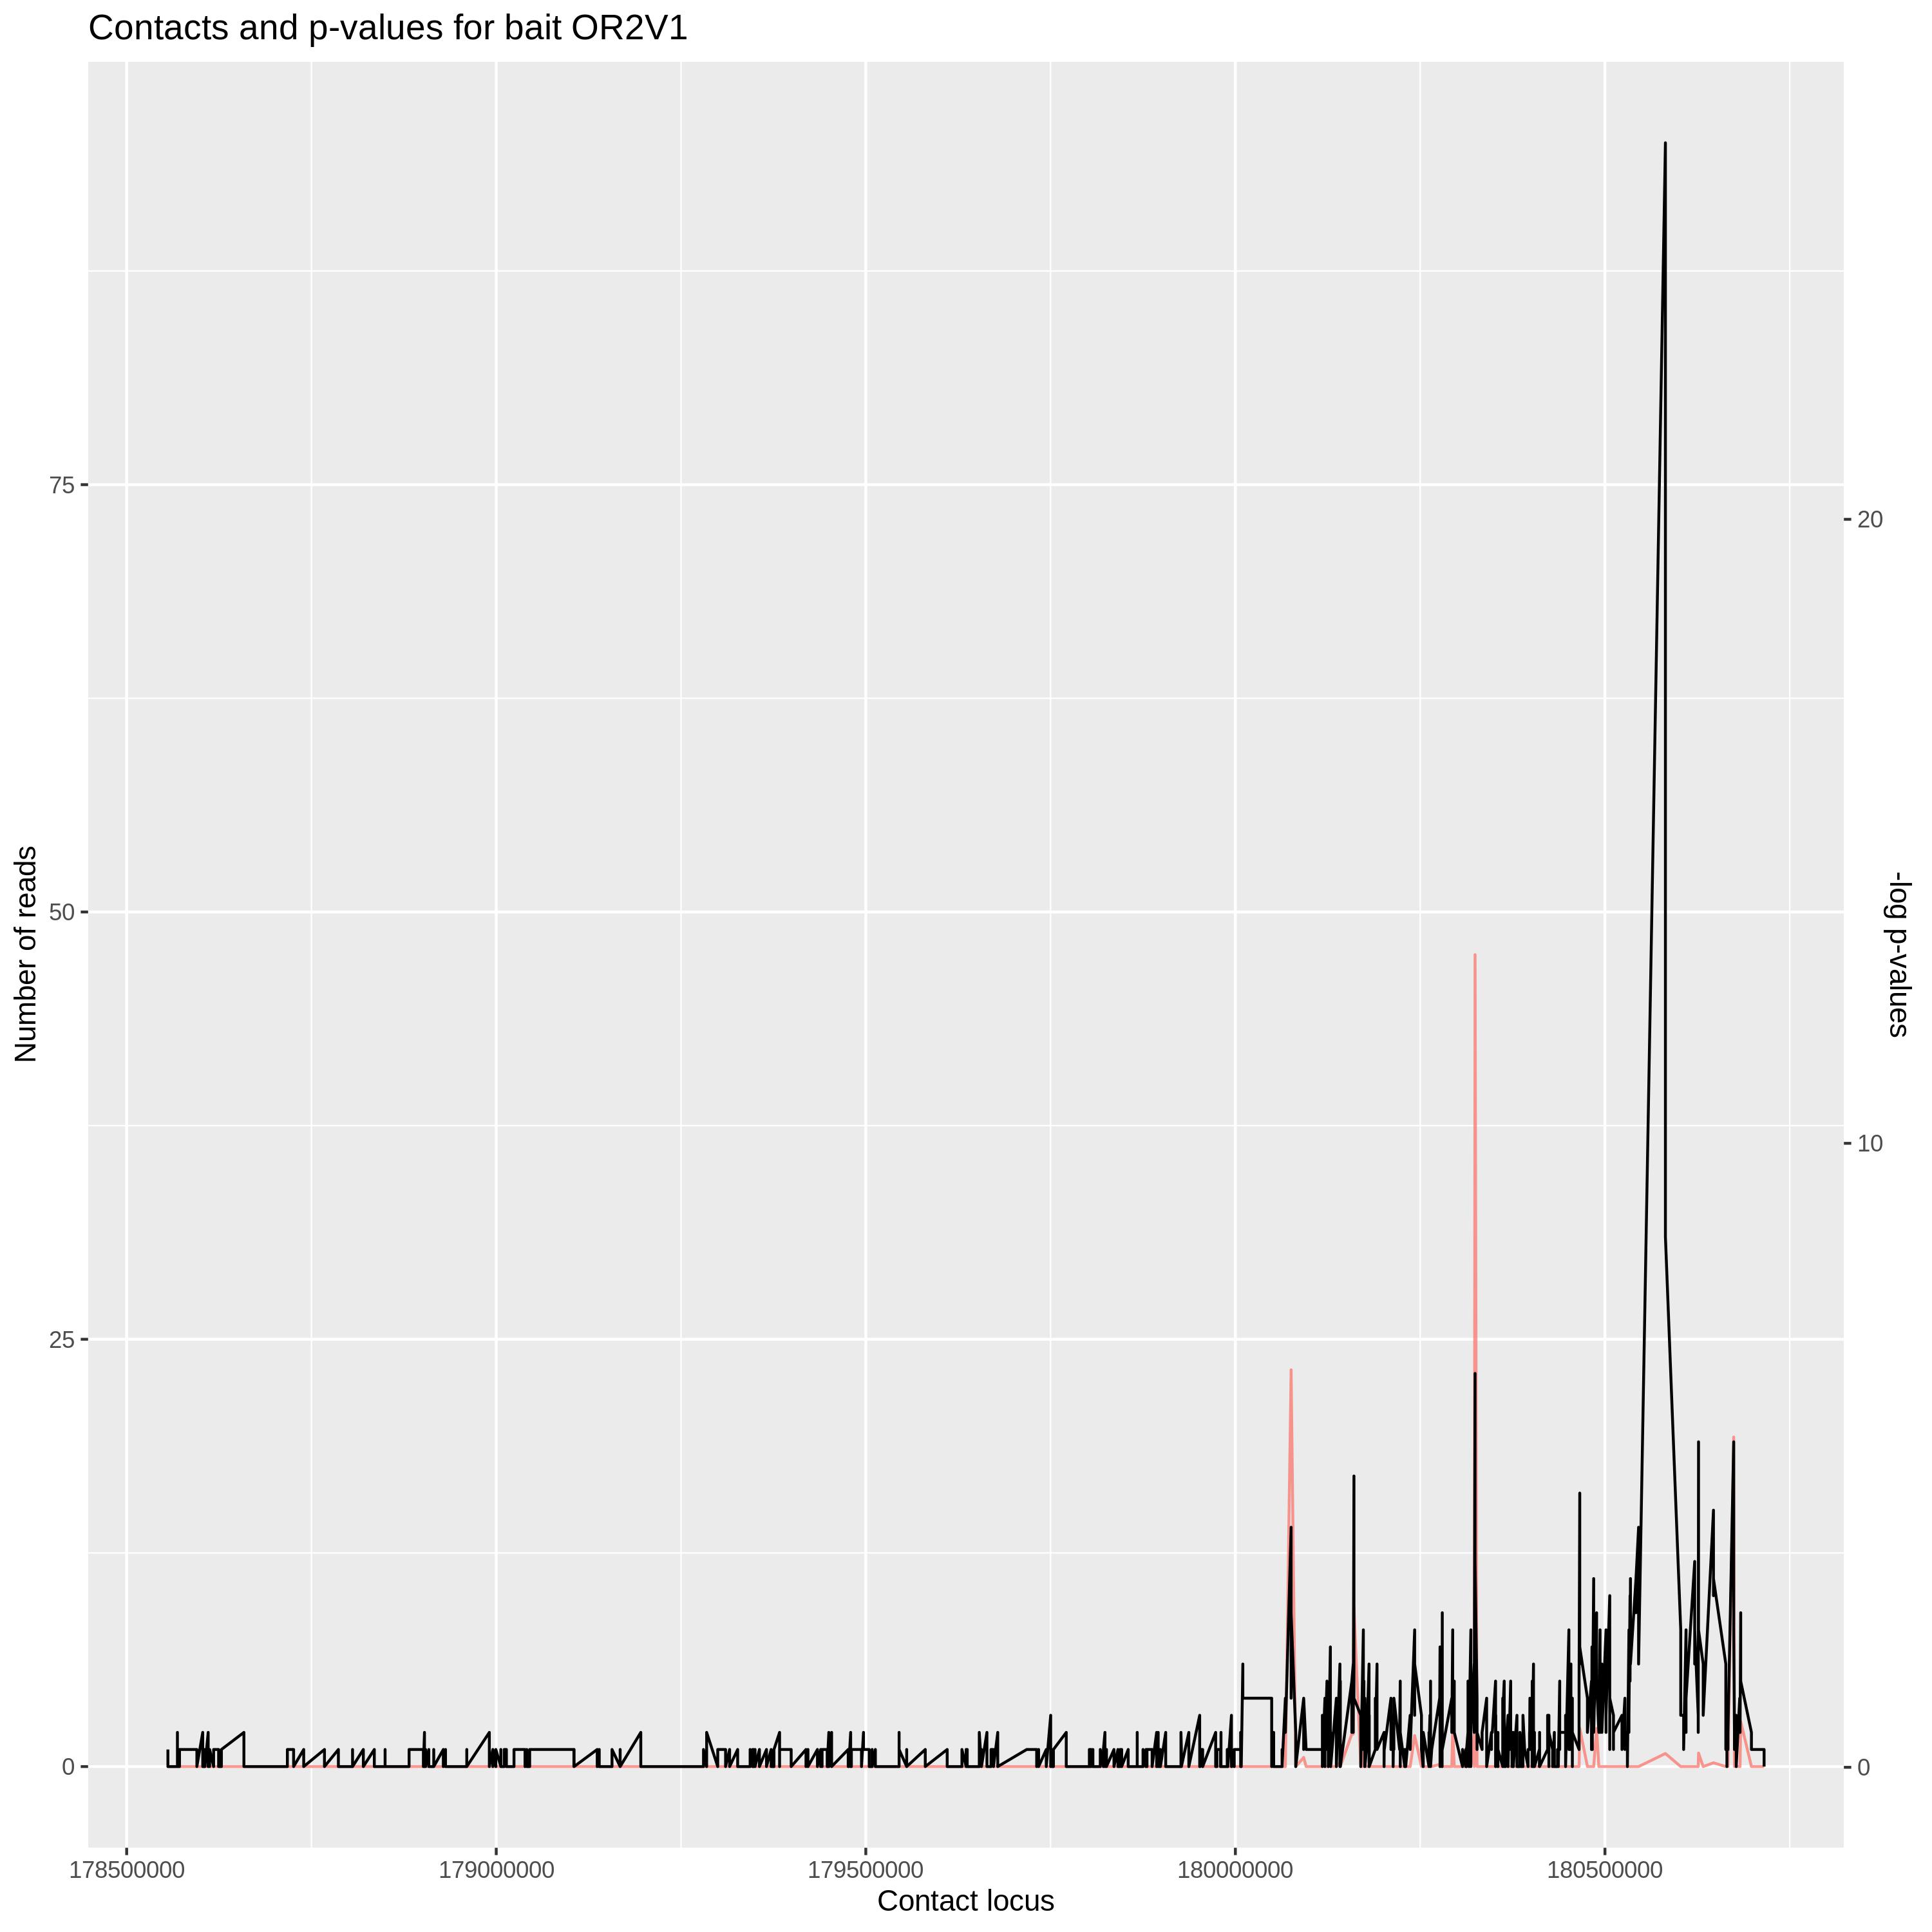 Contacts and p-values for bait OR2V1
75
50
25
0
Number of reads
20
10
0
-log p-values
178500000 179000000 179500000 180000000 180500000
Contact locus